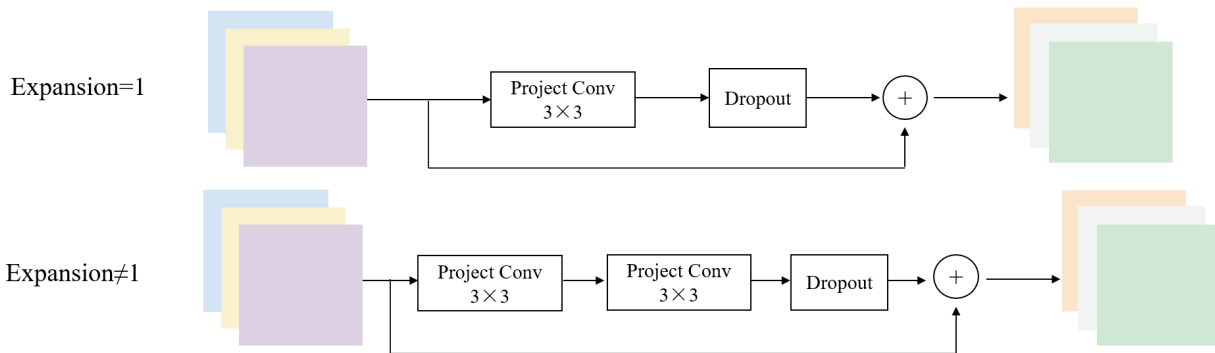 Expansion=1
Project Conv
3×3
Dropout
+
Expansion≠1
Project Conv
3×3
Project Conv
3×3
Dropout
+